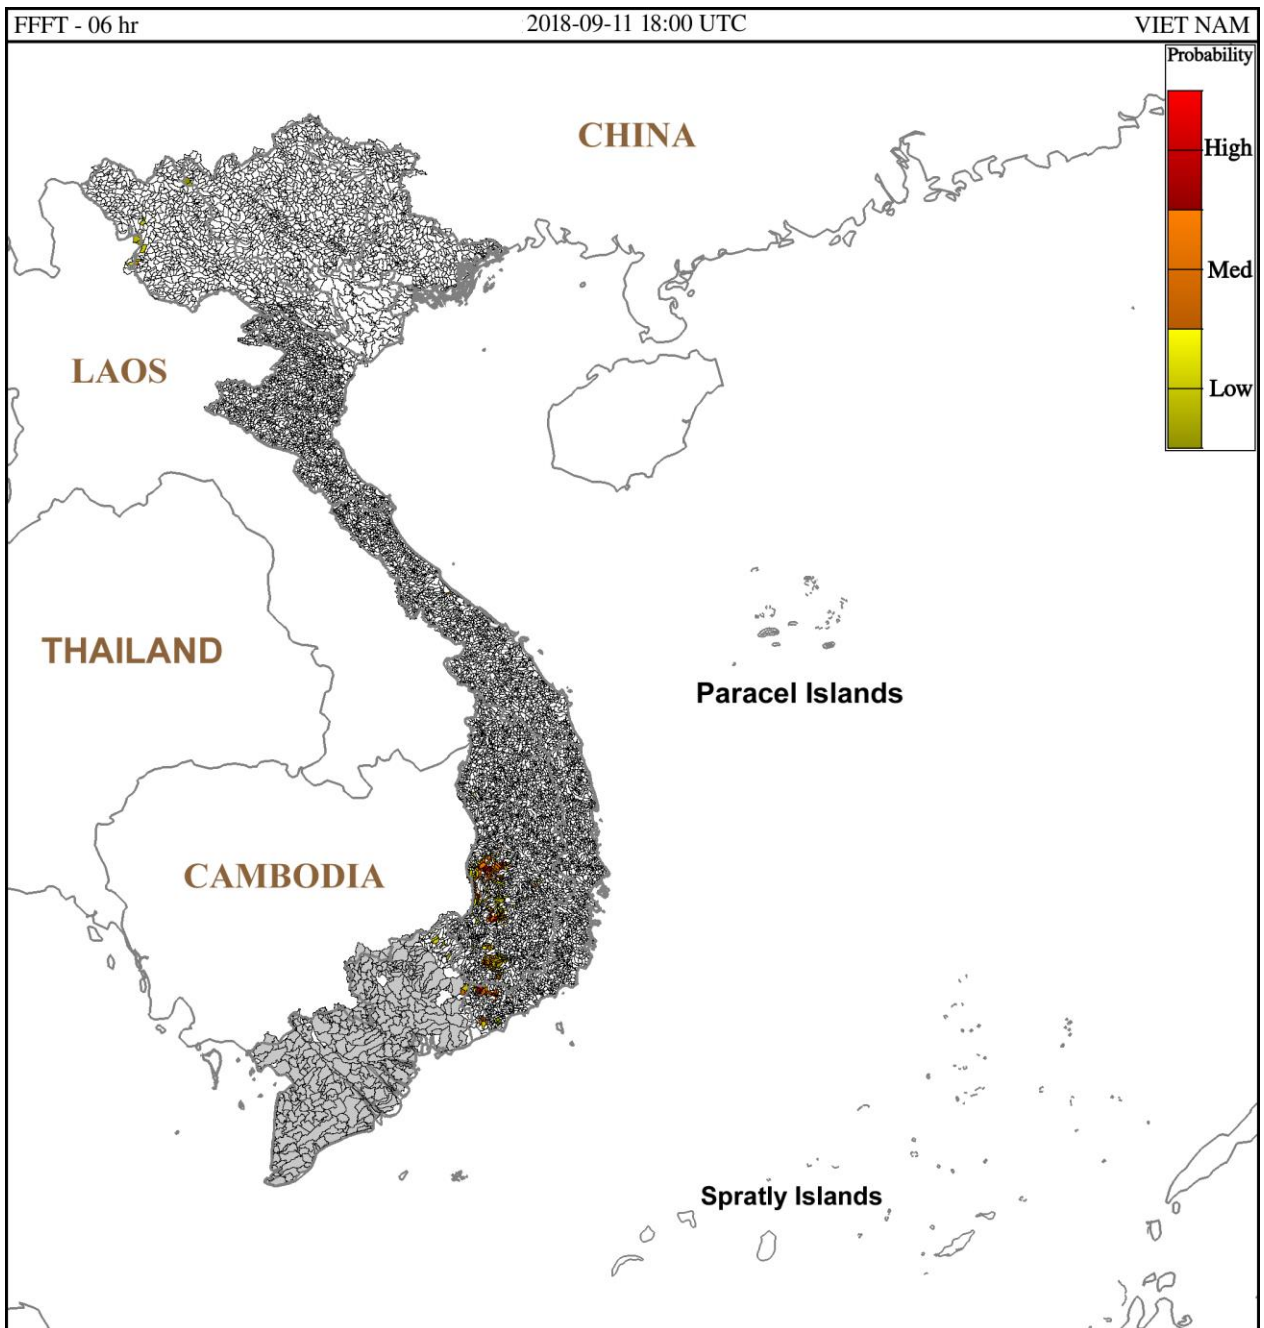 FFFT - 06 hr
2018-09-11 18:00 UTC
VIET NAM
Probability
High
Med
Low
CHINA
LAOS
THAILAND
Paracel Islands
CAMBODIA
Spratly Islands